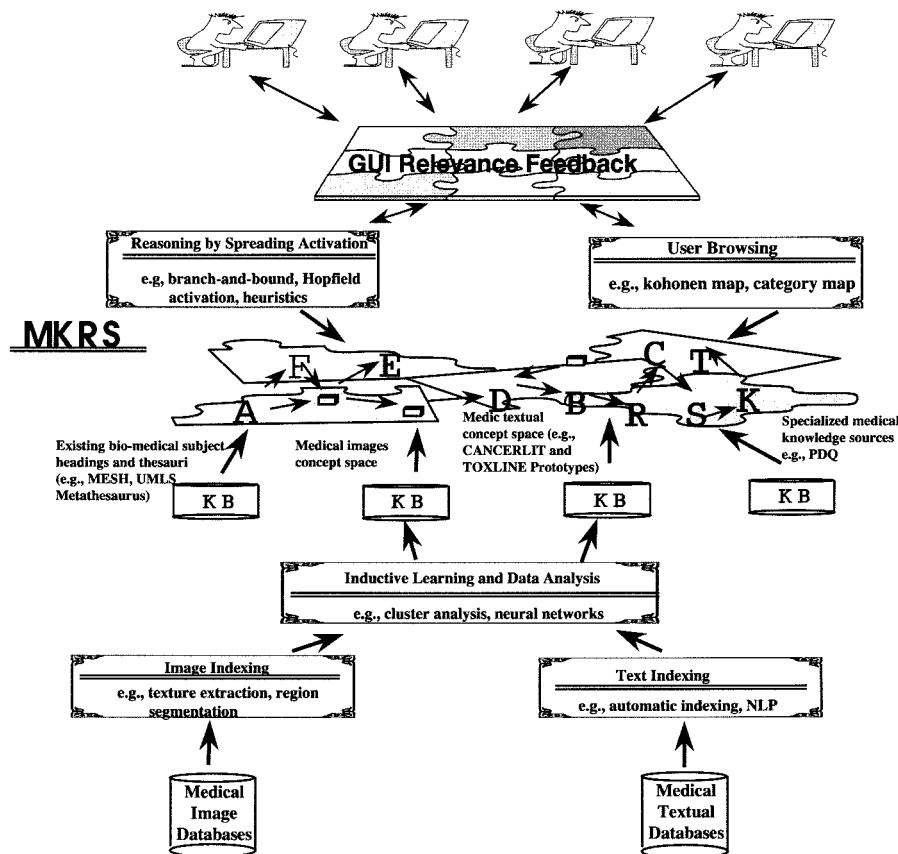 GUI Relevance Feedback
Reasoning by Spreading Activation
e.g, branch-and-bound, Hopfield
activation, heuristics
User Browsing
e.g., kohonen map, category map
MKRS
F
E
C
T
A
D
B
R
S
K
Existing bio-medical subject
headings and thesauri
(e.g., MESH, UMLS
Metathesaurus)
Medical images
concept space
Medic textual
concept space (e.g.,
CANCERLIT and
TOXLINE Prototypes)
Specialized medical
knowledge sources
e.g., PDQ
K B
K B
K B
K B
Inductive Learning and Data Analysis
e.g., cluster analysis, neural networks
Image Indexing
e.g., texture extraction, region
segmentation
Text Indexing
e.g., automatic indexing, NLP
Medical
Image
Databases
Medical
Textual
Databases